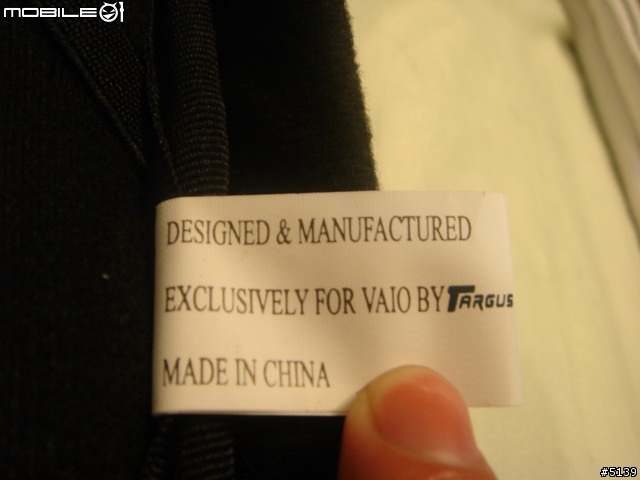 MOBILE01
DESIGNED & MANUFACTURED
EXCLUSIVELY FOR VAIO BY TARGUS
MADE IN CHINA
#5139